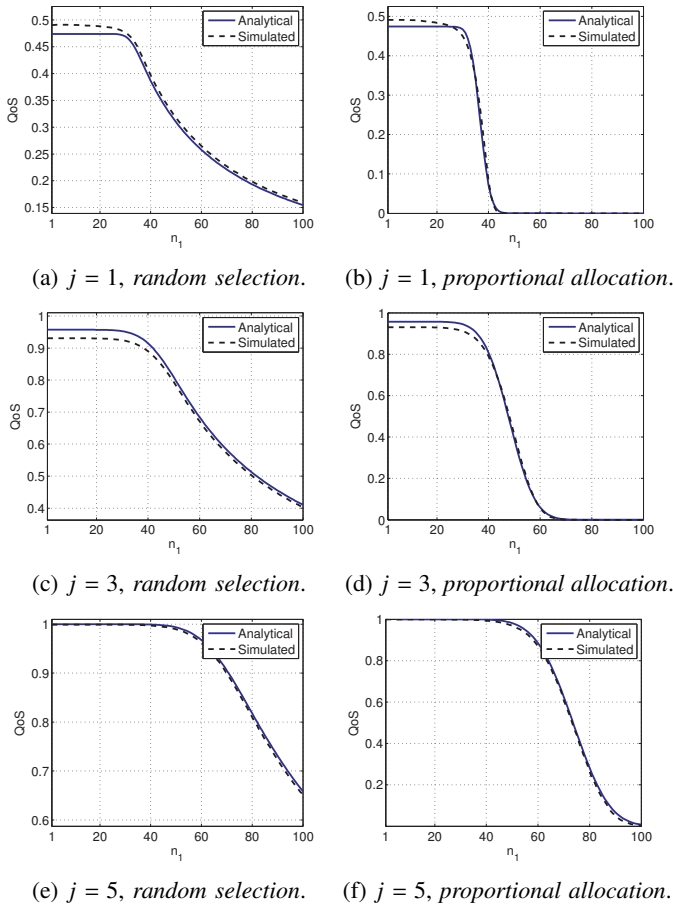 0.5
0.45
0.4
0.35
0.3
0.25
0.2
0.15
QoS
1 20 40 60 80 100
n1
Analytical
Simulated
(a) j = 1, random selection.
0.5
0.4
0.3
0.2
0.1
0
QoS
1 20 40 60 80 100
n1
Analytical
Simulated
(b) j = 1, proportional allocation.
1
0.9
0.8
0.7
0.6
0.5
0.4
QoS
1 20 40 60 80 100
n1
Analytical
Simulated
(c) j = 3, random selection.
1
0.8
0.6
0.4
0.2
0
QoS
1 20 40 60 80 100
n1
Analytical
Simulated
(d) j = 3, proportional allocation.
1
0.9
0.8
0.7
0.6
QoS
1 20 40 60 80 100
n1
Analytical
Simulated
(e) j = 5, random selection.
1
0.8
0.6
0.4
0.2
QoS
1 20 40 60 80 100
n1
Analytical
Simulated
(f) j = 5, proportional allocation.